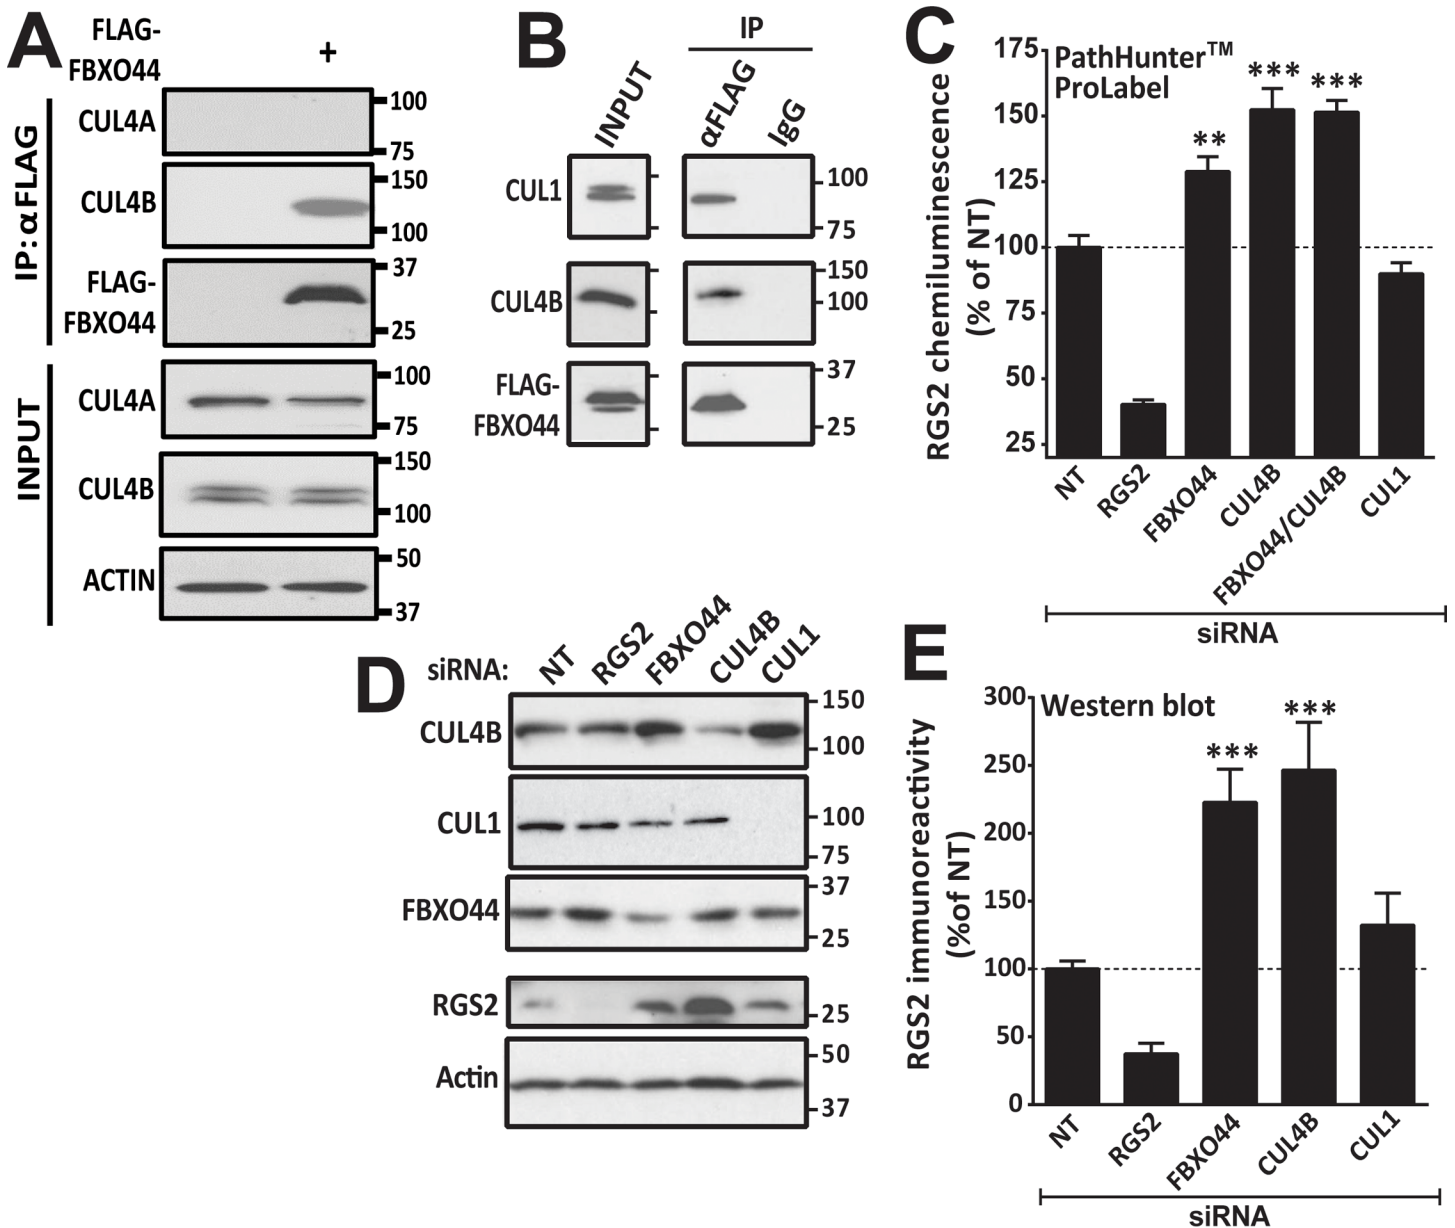 A
FLAG-
FBXO44
+
IP:αFLAG
CUL4A
100
75
CUL4B
150
100
FLAG-
FBXO44
37
25
INPUT
CUL4A
100
75
CUL4B
150
100
ACTIN
50
37
B
IP
INPUT
αFLAG
IgG
CUL1
100
75
CUL4B
150
100
FLAG-
FBXO44
37
25
C
PathHunter™
ProLabel
RGS2 chemiluminescence
(% of NT)
175
150
125
100
75
50
25
**
***
***
NT
RGS2
FBXO44
CUL4B
FBXO44/CUL4B
CUL1
siRNA
D
siRNA:
NT
RGS2
FBXO44
CUL4B
CUL1
CUL4B
150
100
CUL1
100
75
FBXO44
37
25
RGS2
25
Actin
50
37
E
Western blot
RGS2 immunoreactivity
(%of NT)
300
250
200
150
100
50
0
***
***
NT
RGS2
FBXO44
CUL4B
CUL1
siRNA